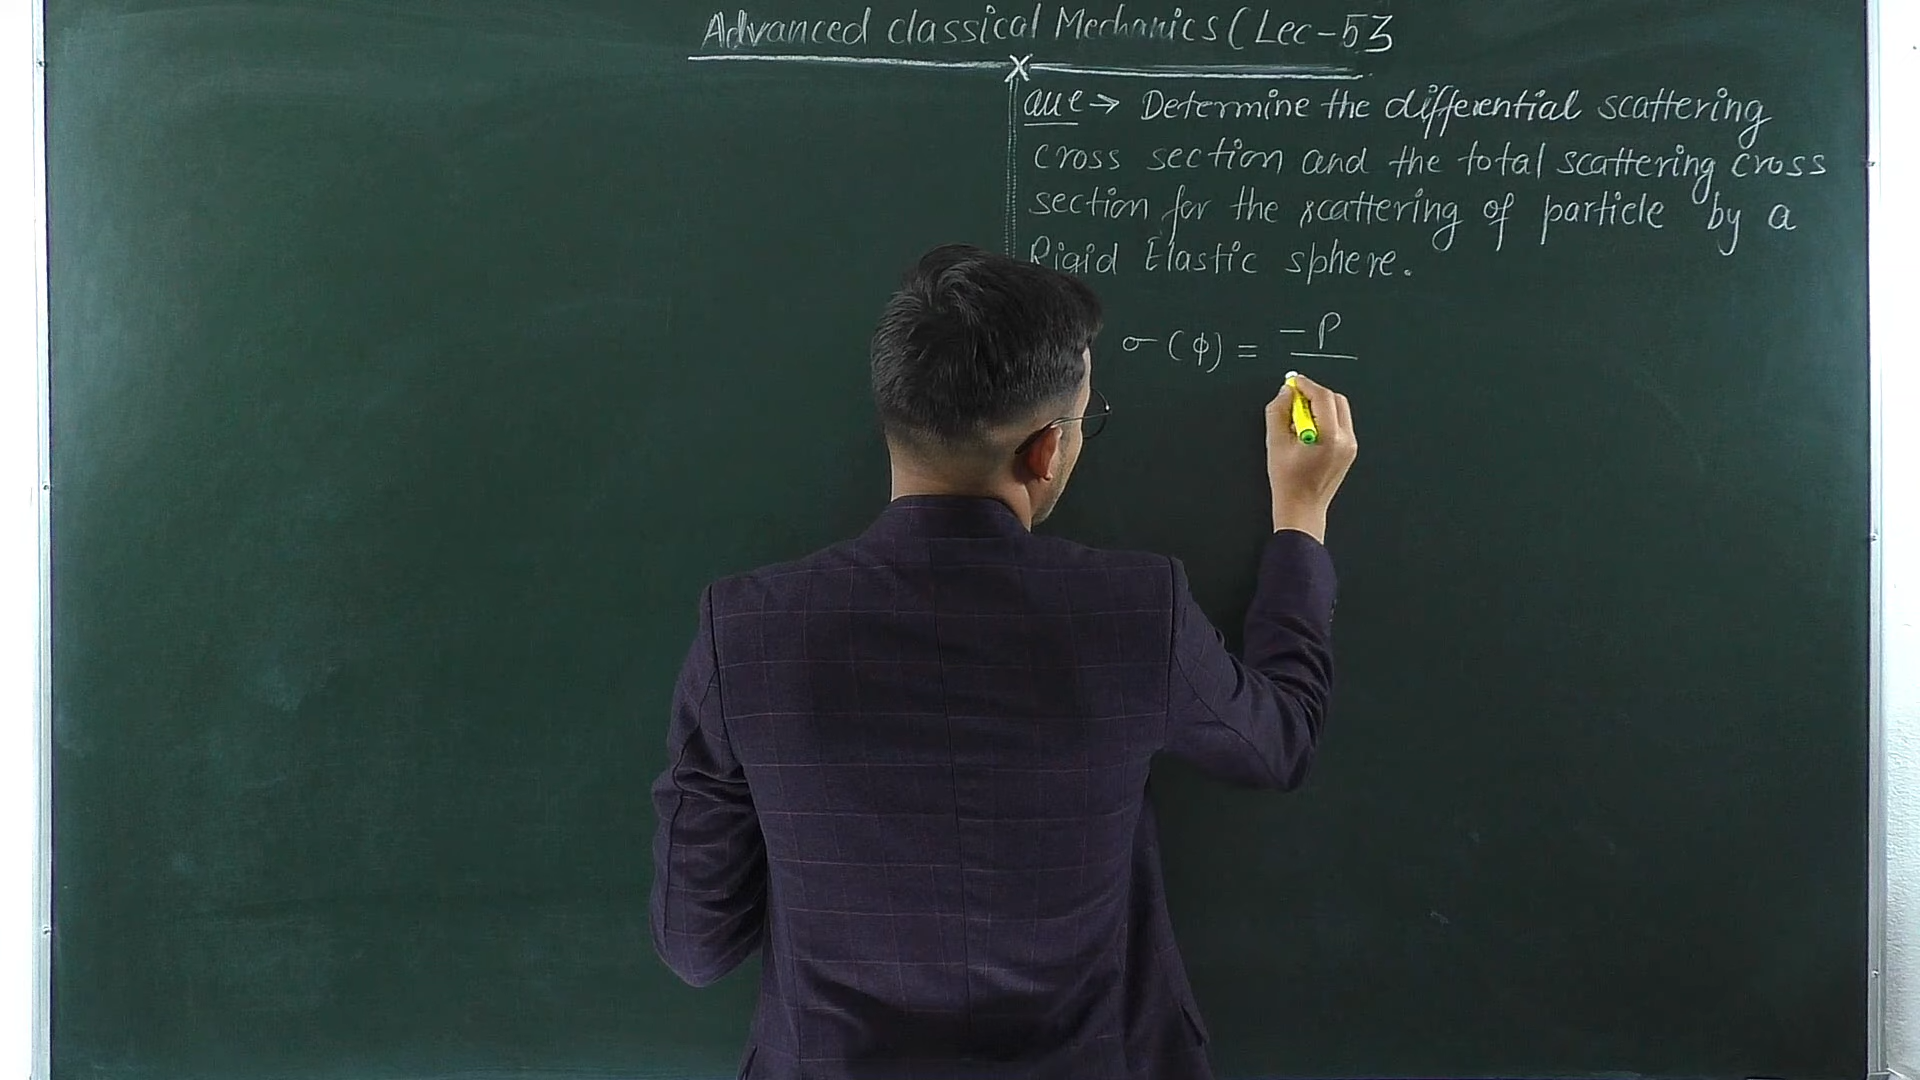 Advanced classical Mechanics (Lec-53
Que → Determine the differential scattering
cross section and the total scattering cross
section for the scattering of particle by a
Rigid Elastic sphere.
σ(ϕ) = -P